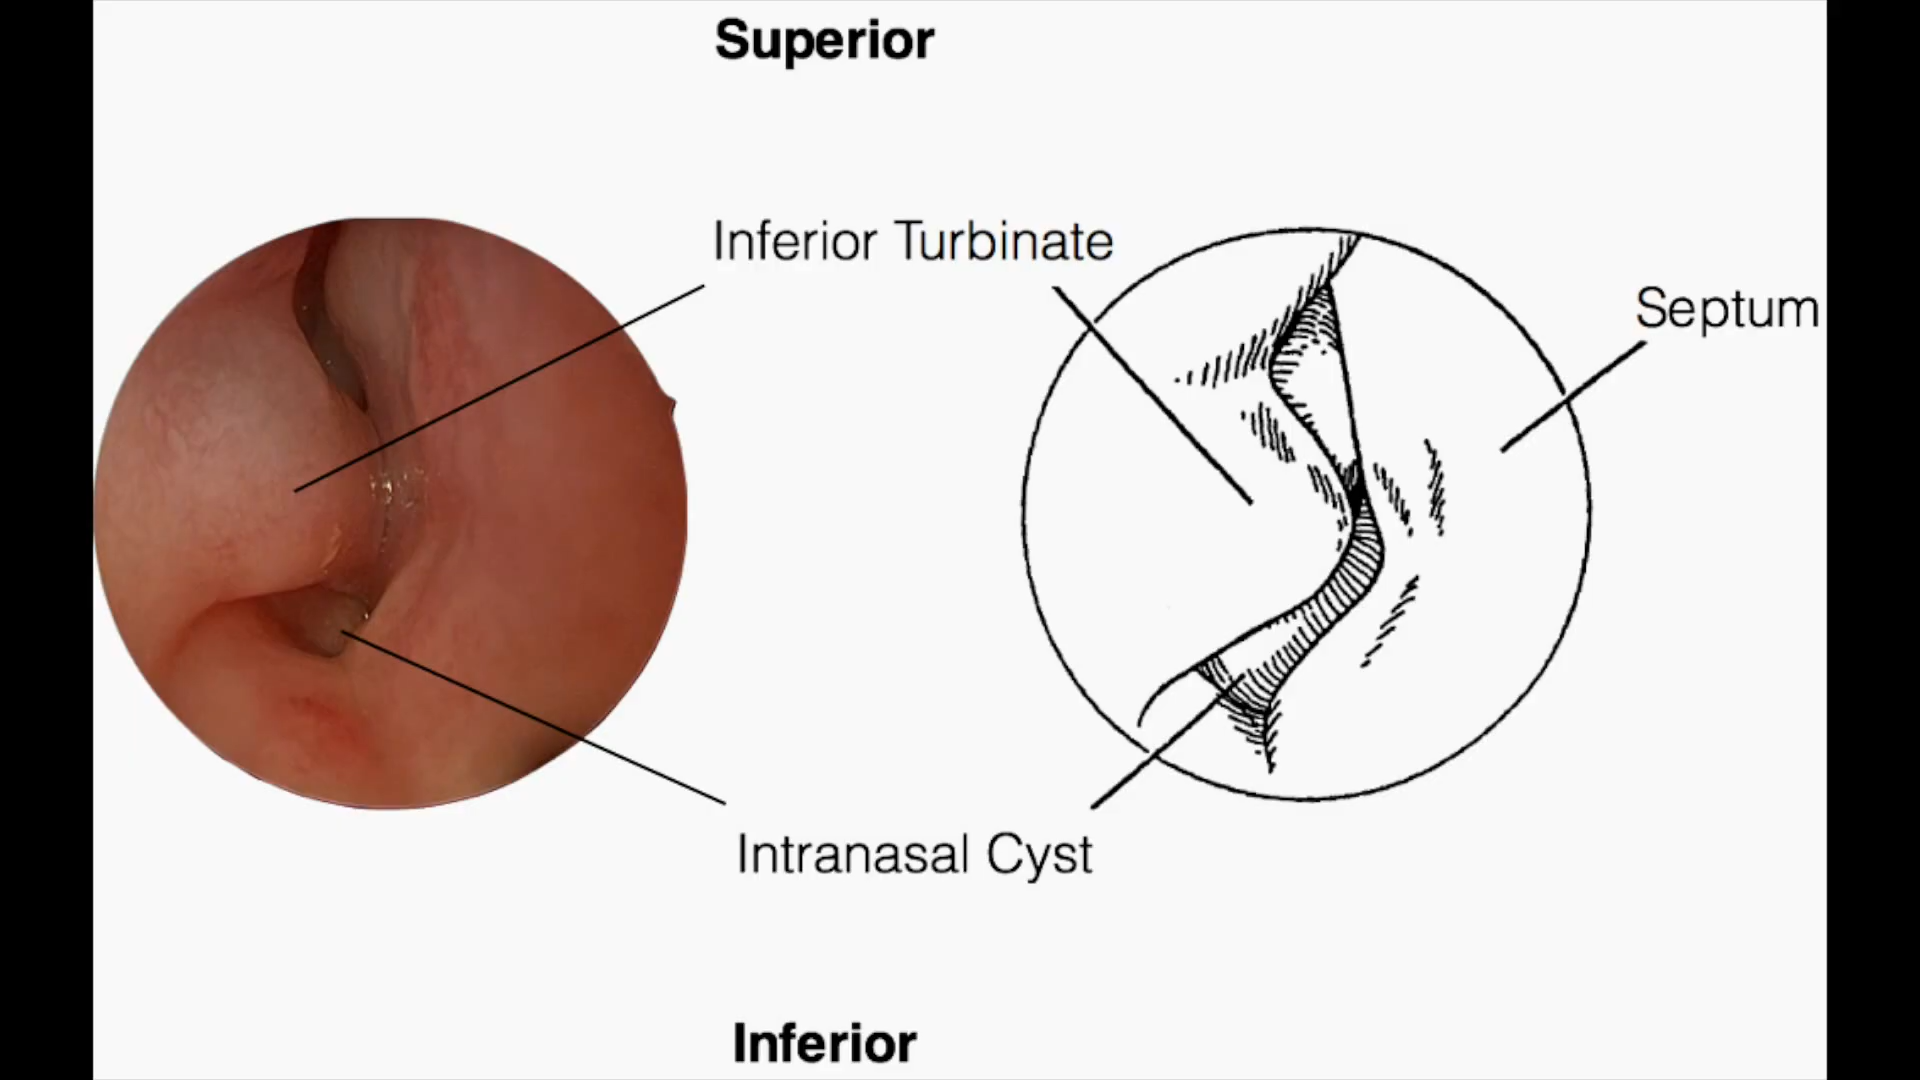 Superior
Inferior Turbinate
Septum
Intranasal Cyst
Inferior